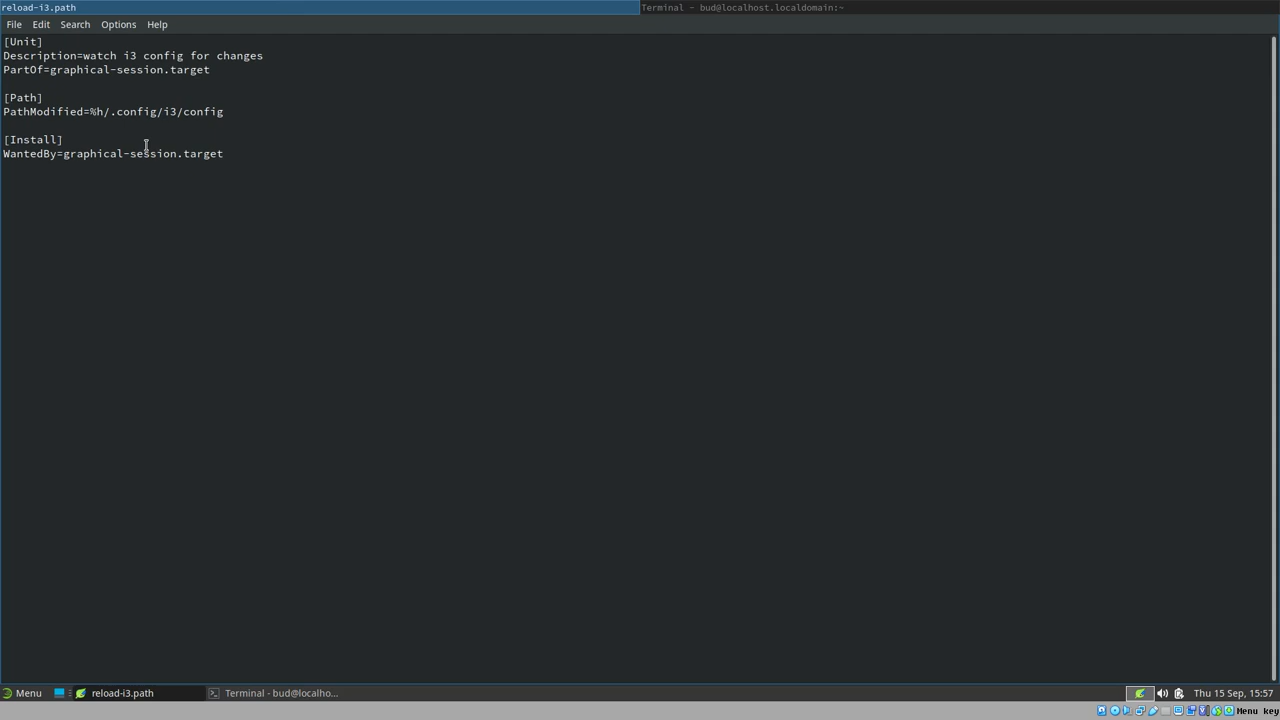 reload-i3.path
Terminal - bud@localhost.localdomain:~
File Edit Search Options Help
[Unit]
Description=watch i3 config for changes
PartOf=graphical-session.target
[Path]
PathModified=%h/.config/i3/config
[Install]
WantedBy=graphical-session.target
Menu reload-i3.path Terminal - bud@localho... Thu 15 Sep, 15:57
Menu key